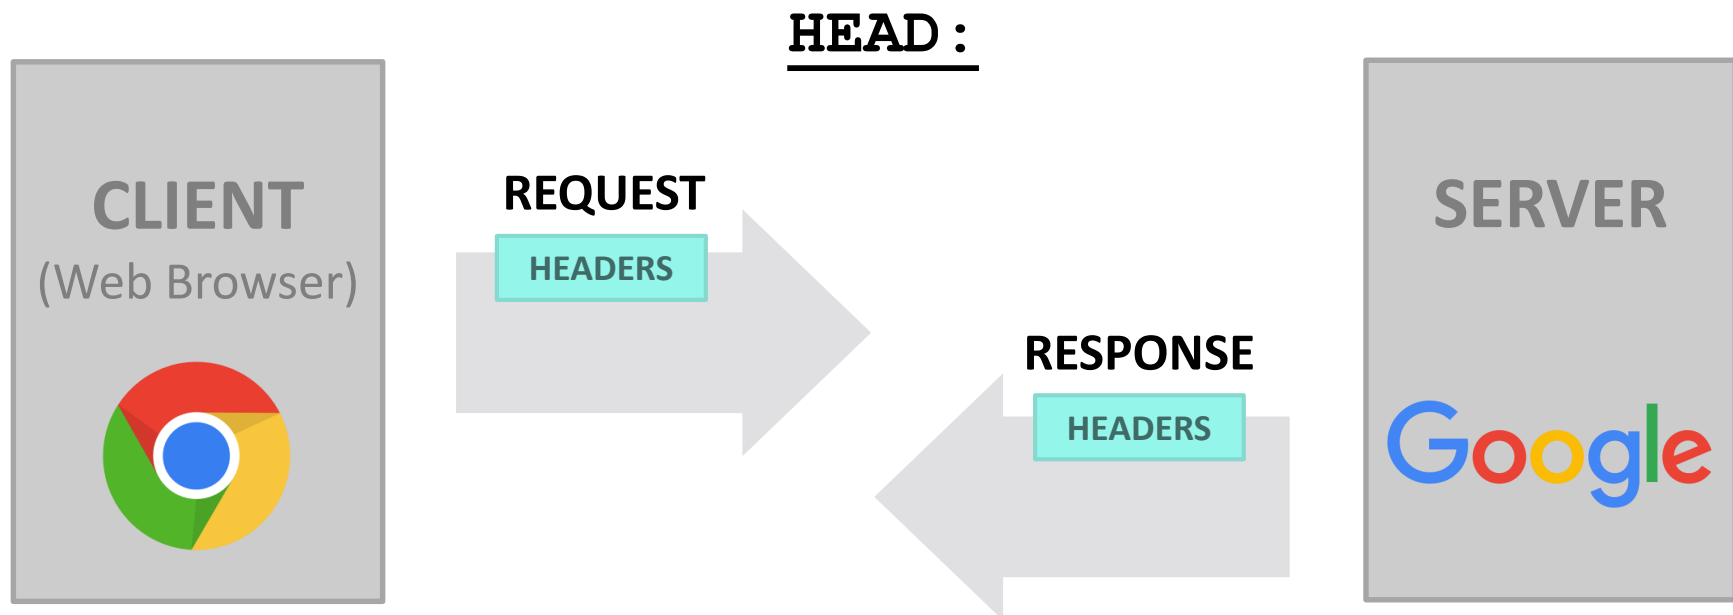 HEAD:
CLIENT
(Web Browser)
REQUEST
HEADERS
RESPONSE
HEADERS
SERVER
Google